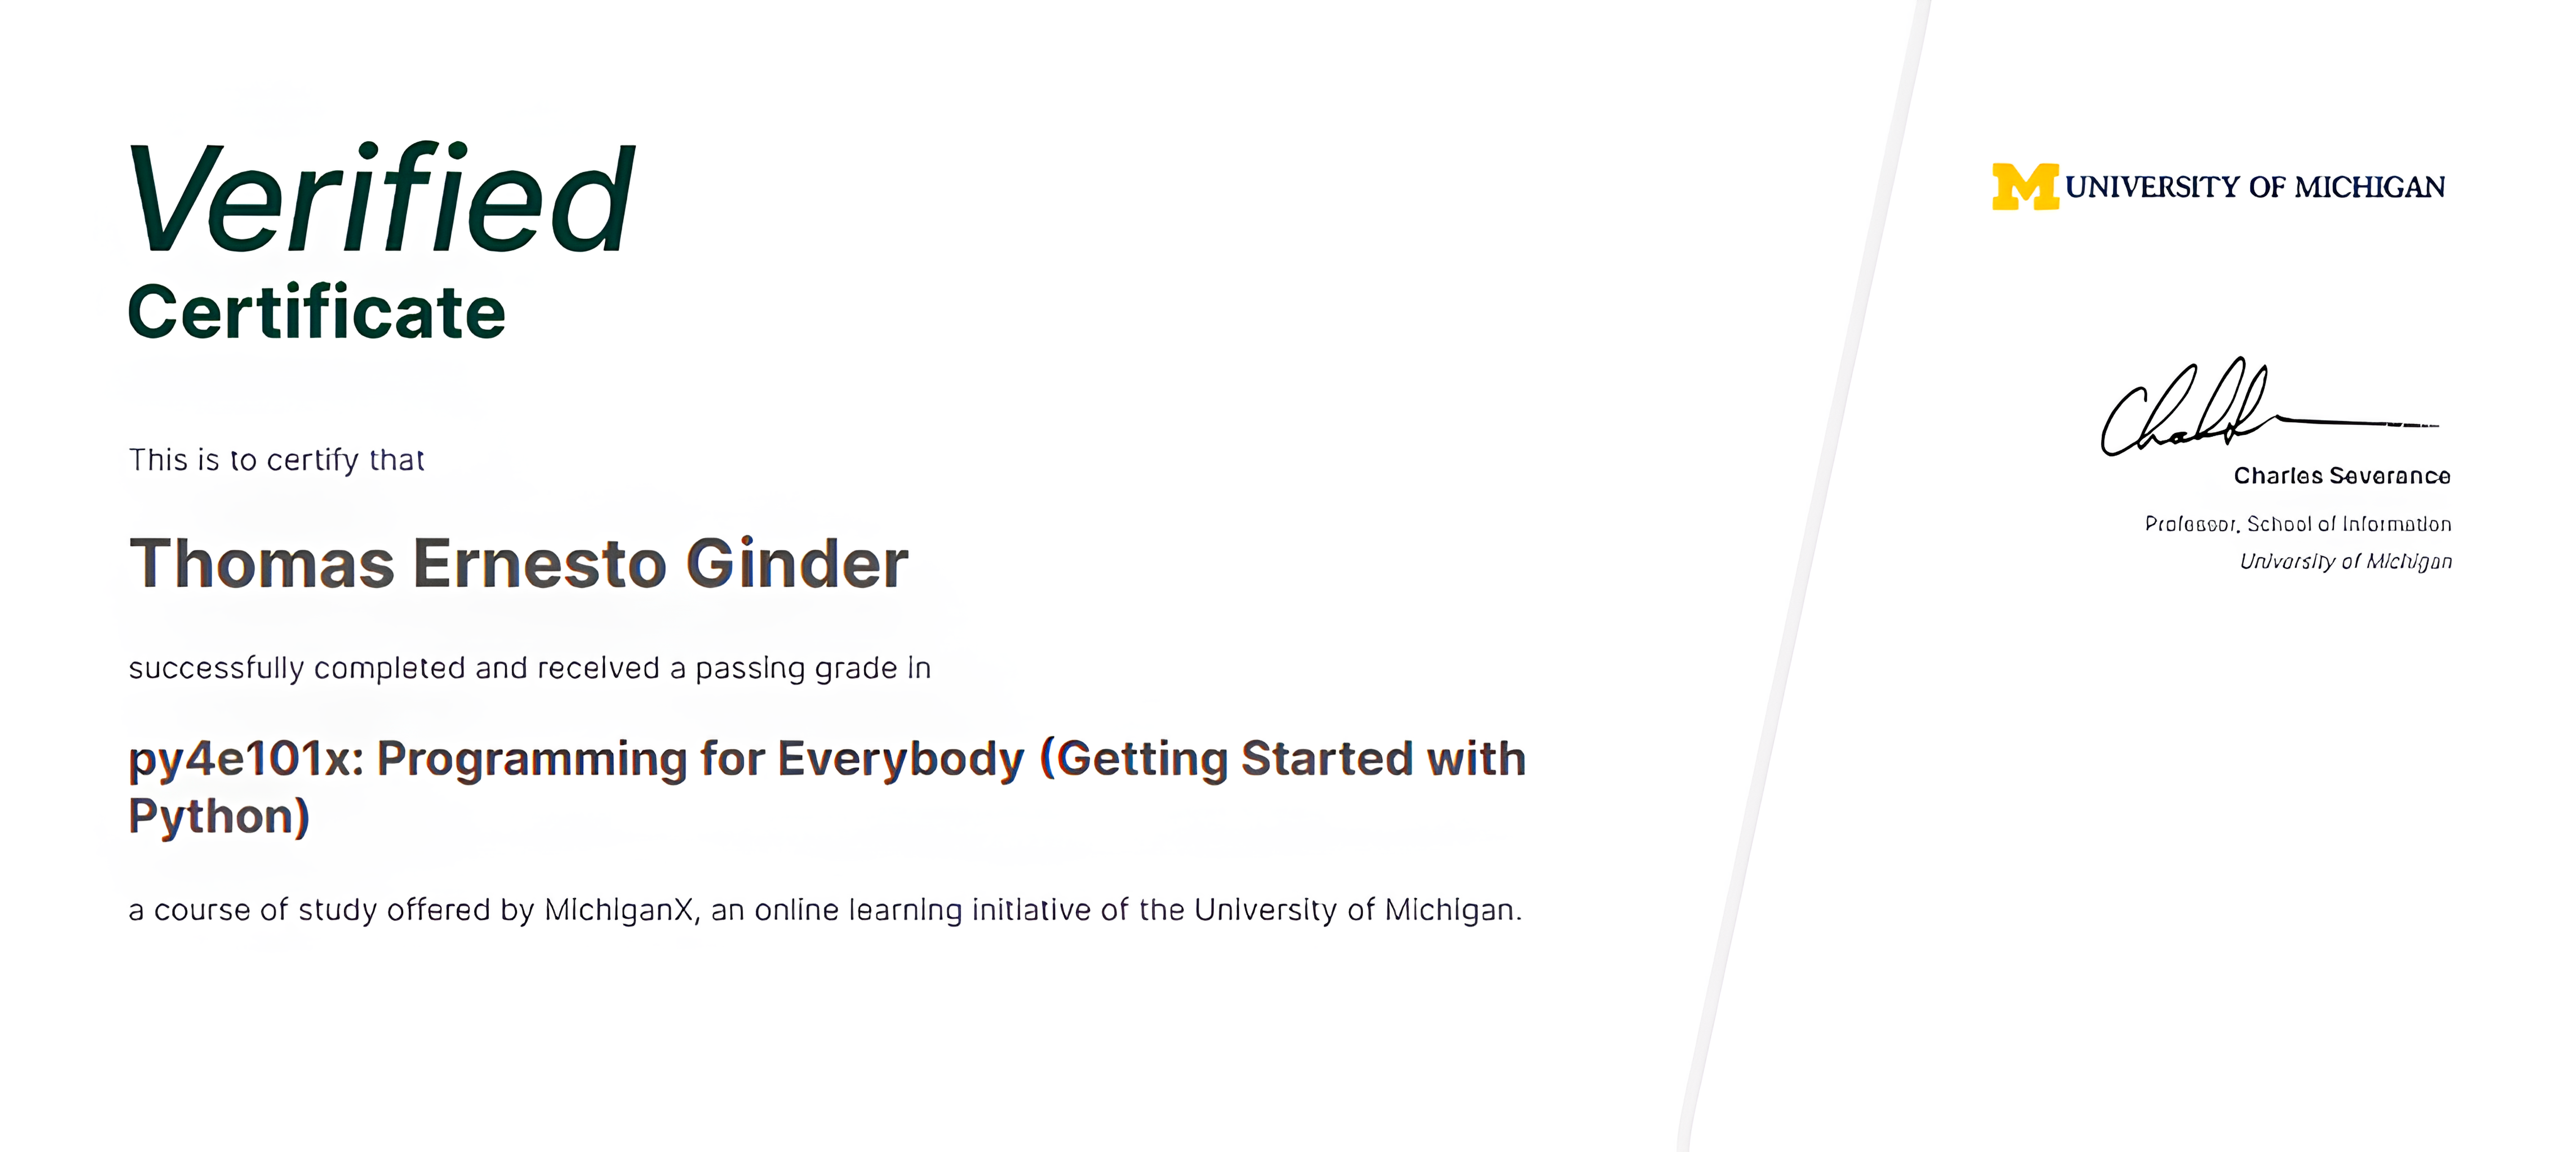 Verified
Certificate
This is to certify that
Thomas Ernesto Ginder
successfully completed and received a passing grade in
py4e101x: Programming for Everybody (Getting Started with
Python)
a course of study offered by MichiganX, an online learning initiative of the University of Michigan.
M UNIVERSITY OF MICHIGAN
Charles Severance
Professor, School of Information
University of Michigan